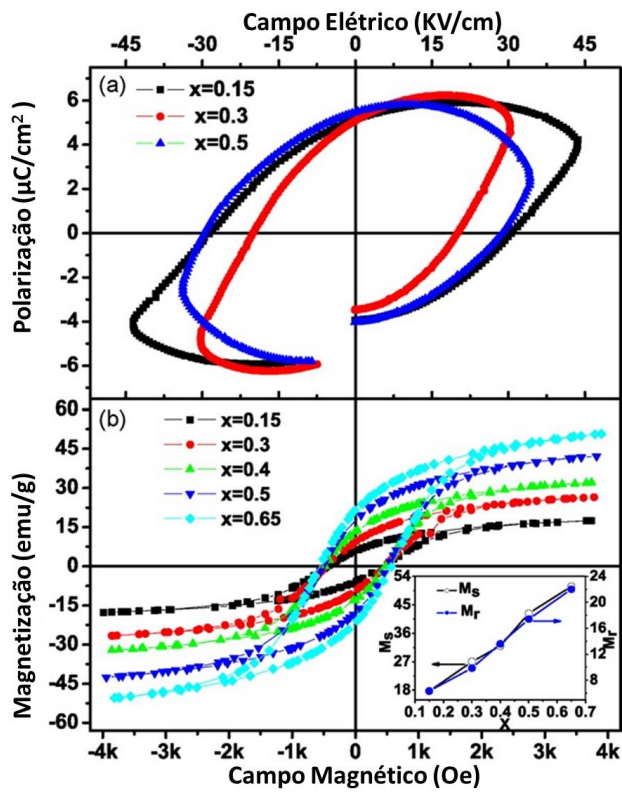 Campo Elétrico (KV/cm)
-45 -30 -15 0 15 30 45
(a)
x=0.15
x=0.3
x=0.5
Polarização (μC/cm²)
6
4
2
0
-2
-4
-6
(b)
x=0.15
x=0.3
x=0.4
x=0.5
x=0.65
Magnetização (emu/g)
60
45
30
15
0
-15
-30
-45
-60
Ms
Mr
54
45
36
27
18
Ms
24
20
16
12
8
Mr
0.1 0.2 0.3 0.4 0.5 0.6 0.7
X
-4k -3k -2k -1k 0 1k 2k 3k 4k
Campo Magnético (Oe)